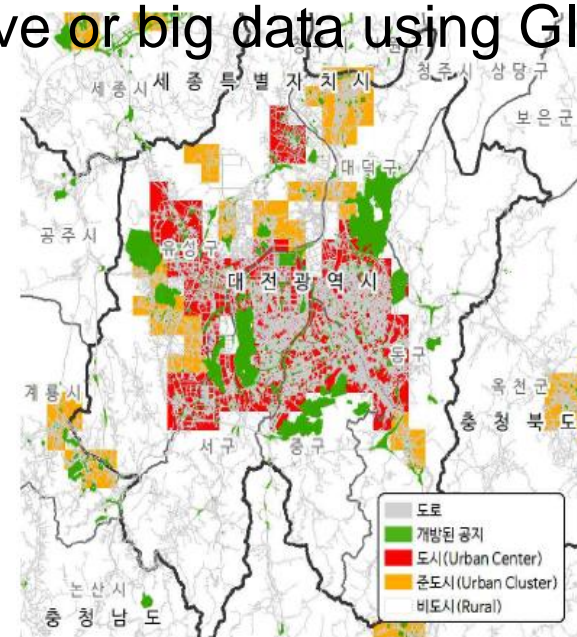 ve or big data using GI
세종시
세종특별자치시
청주시 상당구
보은군
대덕구
공주시
유성구
대전광역시
동구
계룡시
옥천군
충청북도
서구
중구
논산시
충청남도
도로
개방된 공지
도시(Urban Center)
준도시(Urban Cluster)
비도시(Rural)